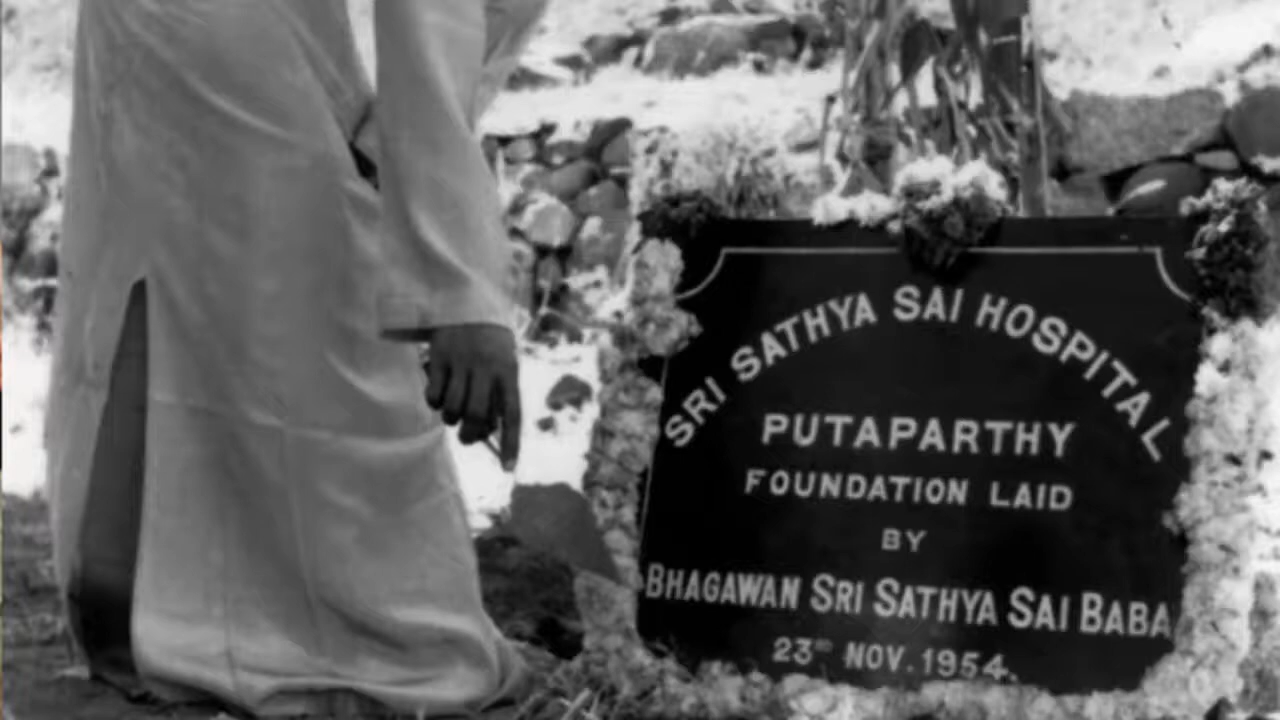 SRI SATHYA SAI HOSPITAL
PUTAPARTHY
FOUNDATION LAID
BY
BHAGAWAN SRI SATHYA SAI BABA
23RD NOV. 1954.